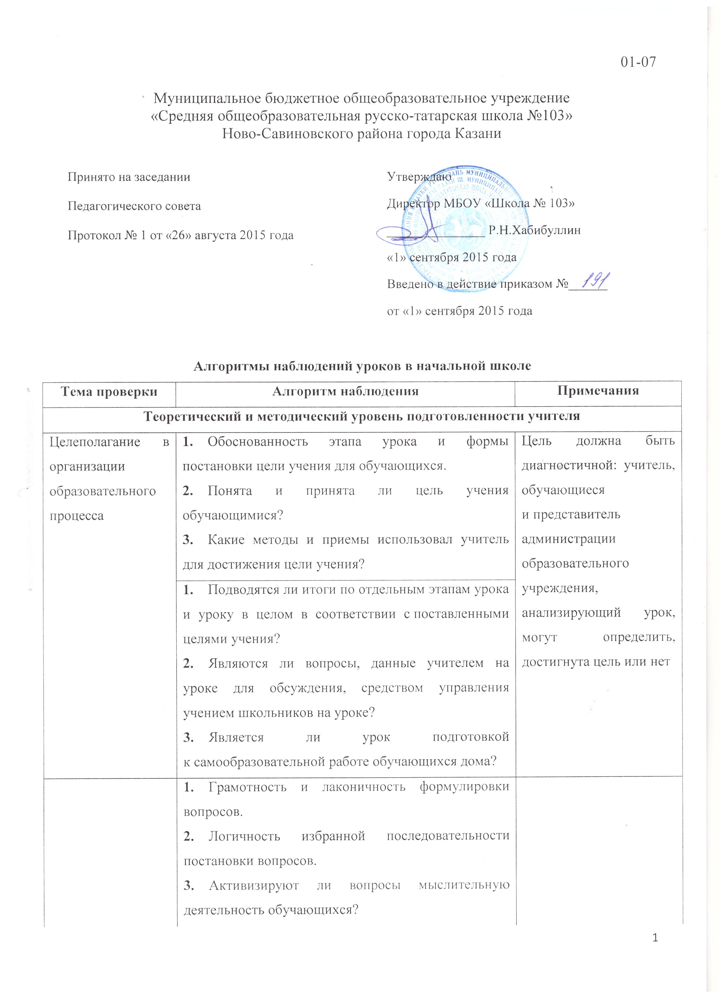 01-07
Муниципальное бюджетное общеобразовательное учреждение
«Средняя общеобразовательная русско-татарская школа №103»
Ново-Савиновского района города Казани
Принято на заседании
Педагогического совета
Протокол № 1 от «26» августа 2015 года
Утверждаю
Директор МБОУ «Школа № 103»
_______________ Р.Н.Хабибуллин
«1» сентября 2015 года
Введено в действие приказом № 191
от «1» сентября 2015 года
Алгоритмы наблюдений уроков в начальной школе
Тема проверки
Алгоритм наблюдения
Примечания
Теоретический и методический уровень подготовленности учителя
Целеполагание в
организации
образовательного
процесса
1. Обоснованность этапа урока и формы
постановки цели учения для обучающихся.
2. Понята и принята ли цель учения
обучающимися?
3. Какие методы и приемы использовал учитель
для достижения цели учения?
1. Подводятся ли итоги по отдельным этапам урока
и уроку в целом в соответствии с поставленными
целями учения?
2. Являются ли вопросы, данные учителем на
уроке для обсуждения, средством управления
учением школьников на уроке?
3. Является ли урок подготовкой
к самообразовательной работе обучающихся дома?
Цель должна быть
диагностичной: учитель,
обучающиеся
и представитель
администрации
образовательного
учреждения,
анализирующий урок,
могут определить,
достигнута цель или нет
1. Грамотность и лаконичность формулировки
вопросов.
2. Логичность избранной последовательности
постановки вопросов.
3. Активизируют ли вопросы мыслительную
деятельность обучающихся?
1